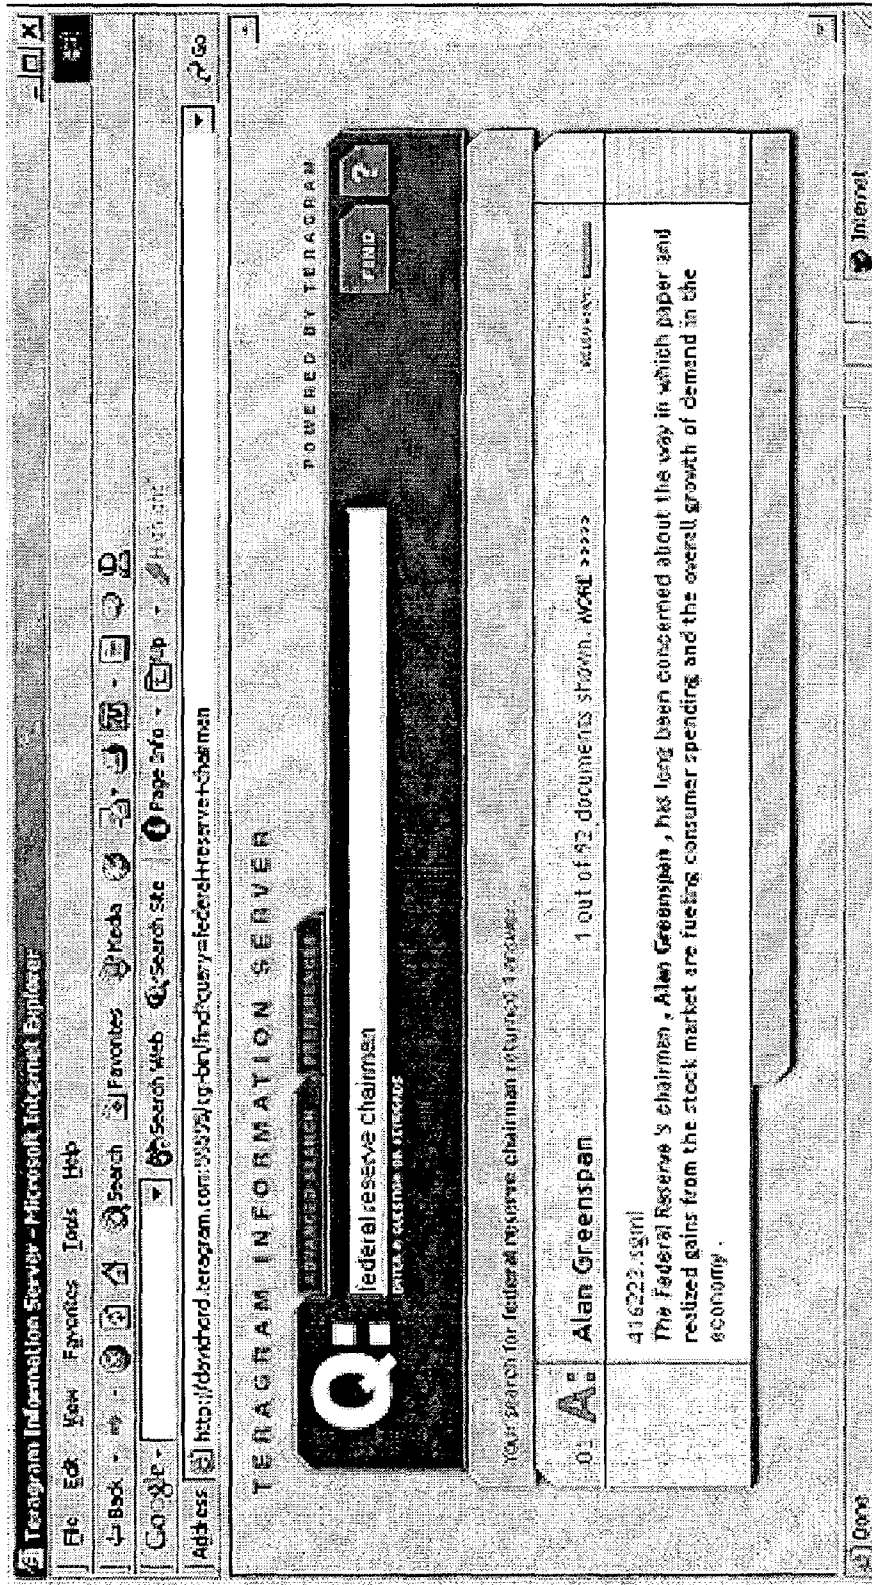 Teragram Information Server - Microsoft Internet Explorer
File Edit View Favorites Tools Help
Back Search Favorites Media
Google Search Web Search Site Page Info Up Highlight
Address http://davichord.teragram.com:55555/cg-bin/find?query=federal+reserve+chairman Go
TERAGRAM INFORMATION SERVER
POWERED BY TERAGRAM
ADVANCED SEARCH PREFERENCES
Q:
federal reserve chairman
FIND ?
ENTER A QUESTION OR KEYWORDS
Your search for federal reserve chairman returned 1 answer.
01 A: Alan Greenspan 1 out of 92 documents shown. MORE >>>>>
416223.sgml
The Federal Reserve 's chairman , Alan Greenspan , has long been concerned about the way in which paper and
realized gains from the stock market are fueling consumer spending and the overall growth of demand in the
economy .
Done Internet